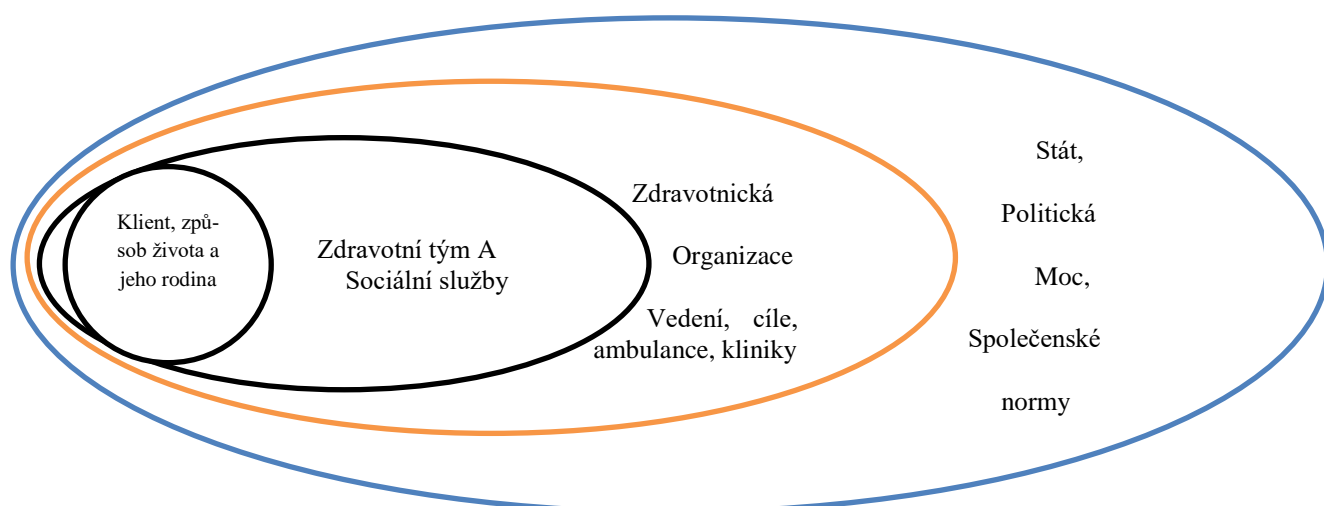 Klient, způ-
sob života a
jeho rodina
Zdravotní tým A
Sociální služby
Zdravotnická
Organizace
Vedení, cíle,
ambulance, kliniky
Stát,
Politická
Moc,
Společenské
normy